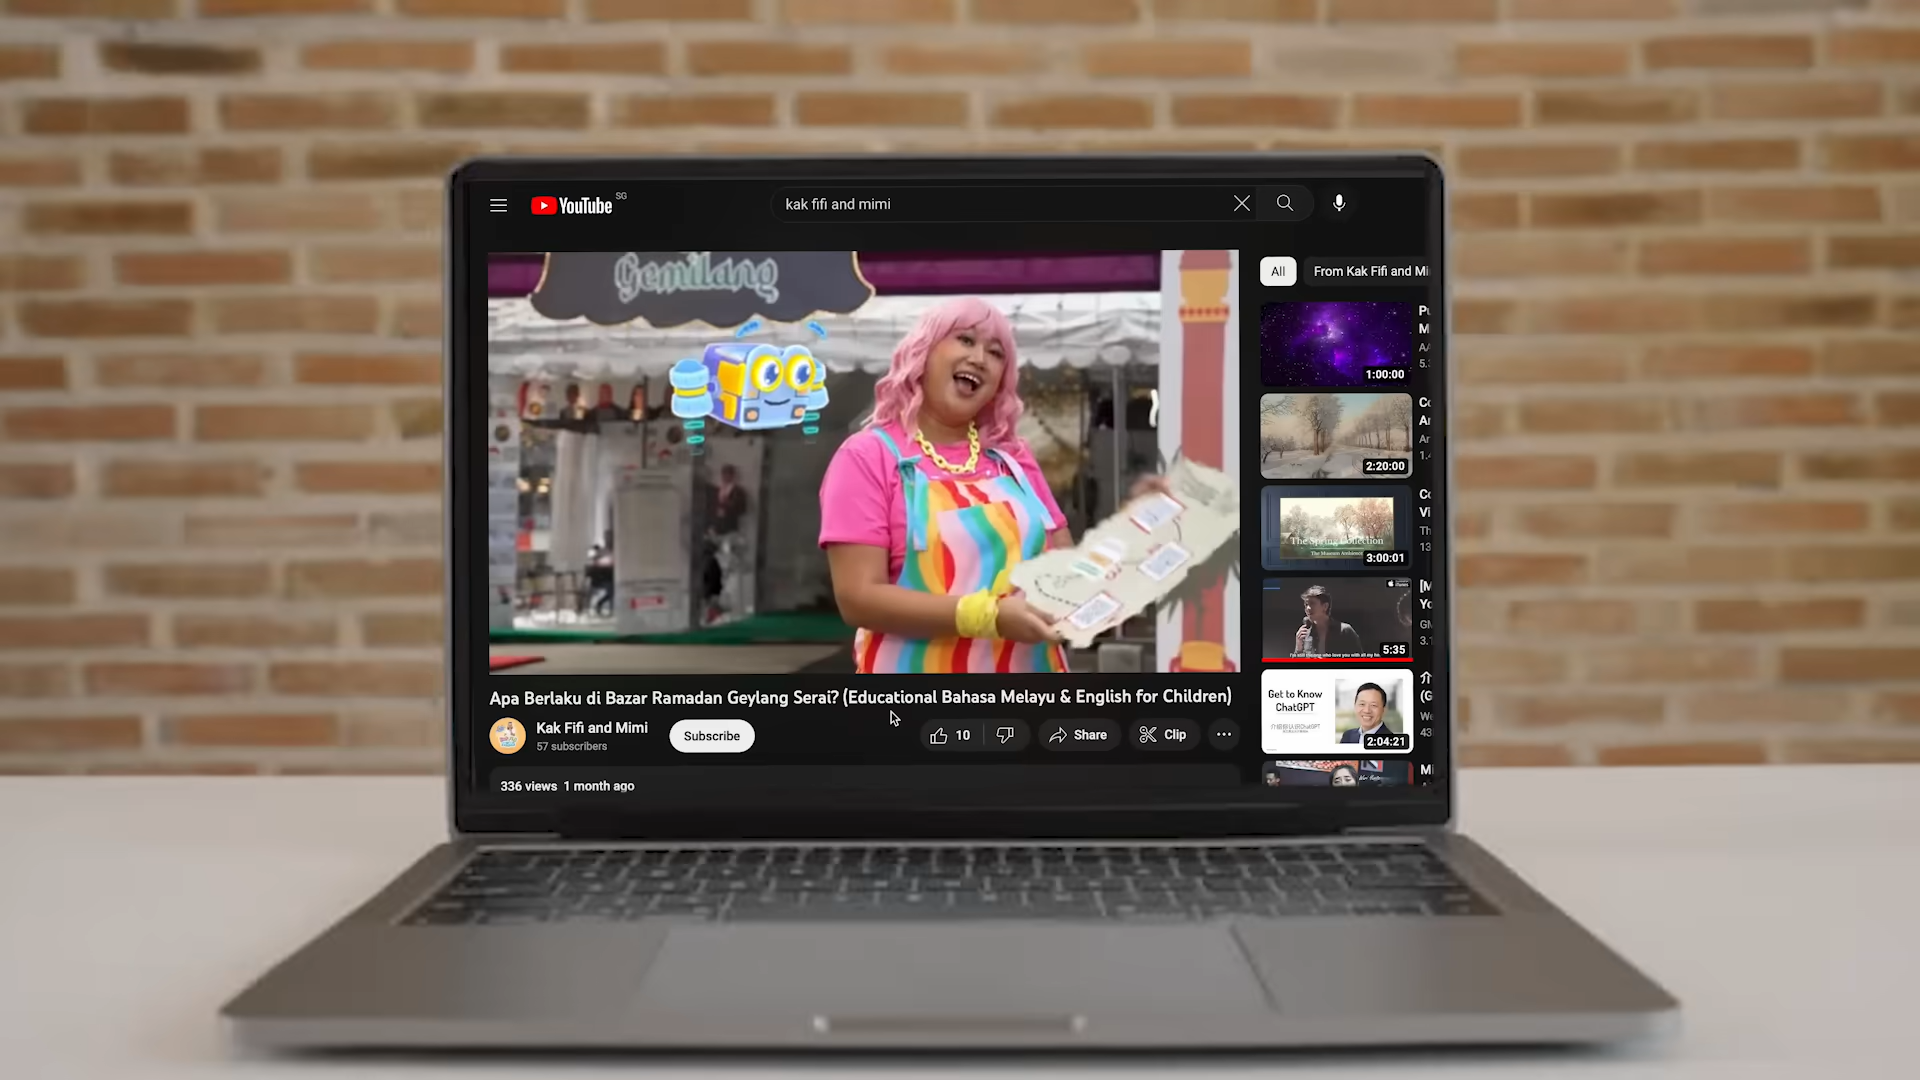 YouTube SG
kak fifi and mimi
Gemilang
All
From Kak Fifi and Mi
1:00:00
2:20:00
The Spring Collection
3:00:01
5:35
Get to Know
ChatGPT
2:04:21
Apa Berlaku di Bazar Ramadan Geylang Serai? (Educational Bahasa Melayu & English for Children)
Kak Fifi and Mimi
57 subscribers
Subscribe
10
Share
Clip
336 views 1 month ago